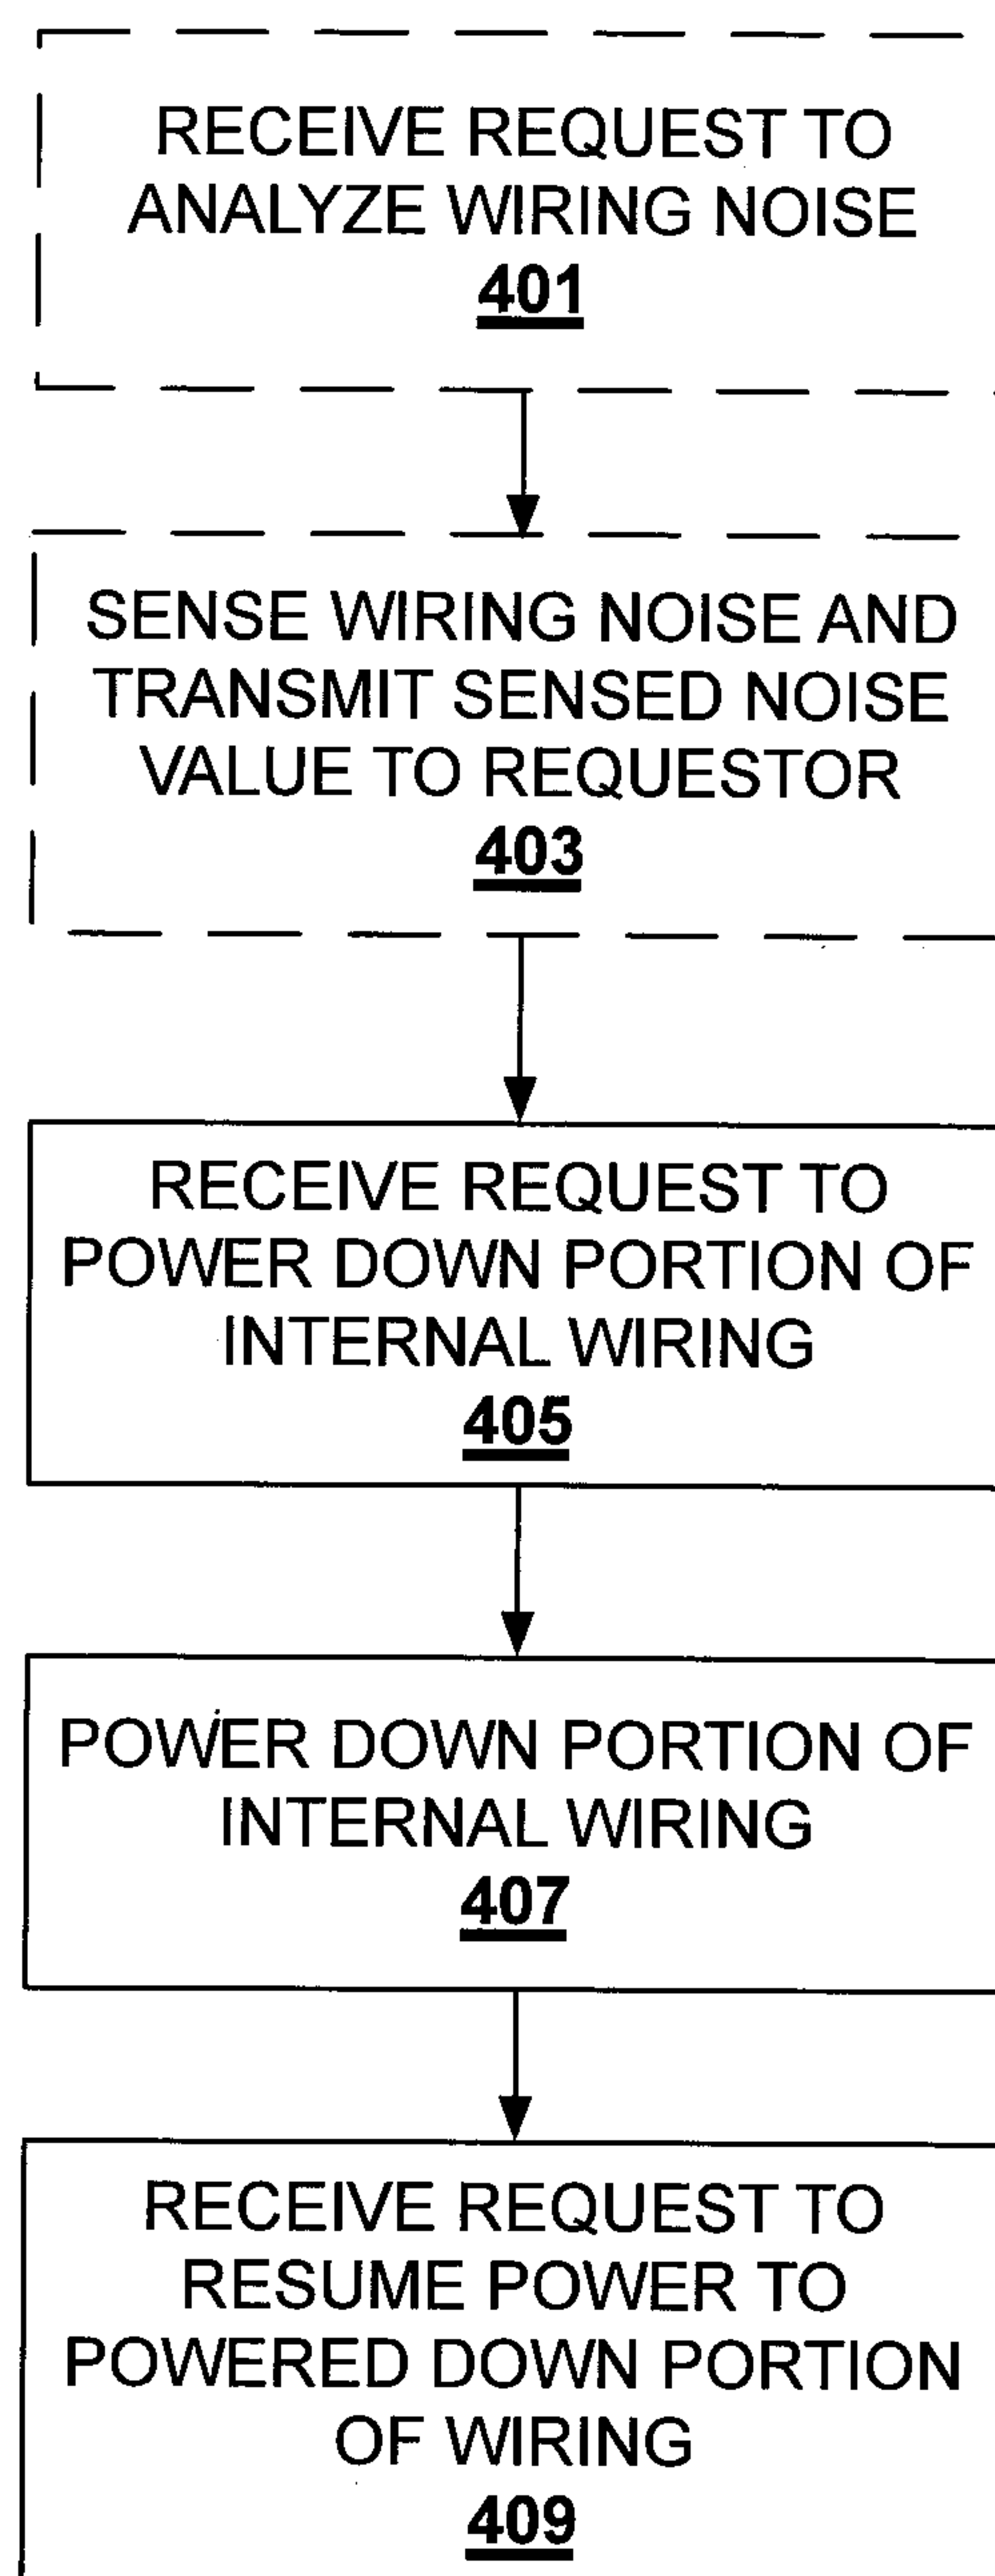 RECEIVE REQUEST TO
ANALYZE WIRING NOISE
401
SENSE WIRING NOISE AND
TRANSMIT SENSED NOISE
VALUE TO REQUESTOR
403
RECEIVE REQUEST TO
POWER DOWN PORTION OF
INTERNAL WIRING
405
POWER DOWN PORTION OF
INTERNAL WIRING
407
RECEIVE REQUEST TO
RESUME POWER TO
POWERED DOWN PORTION
OF WIRING
409